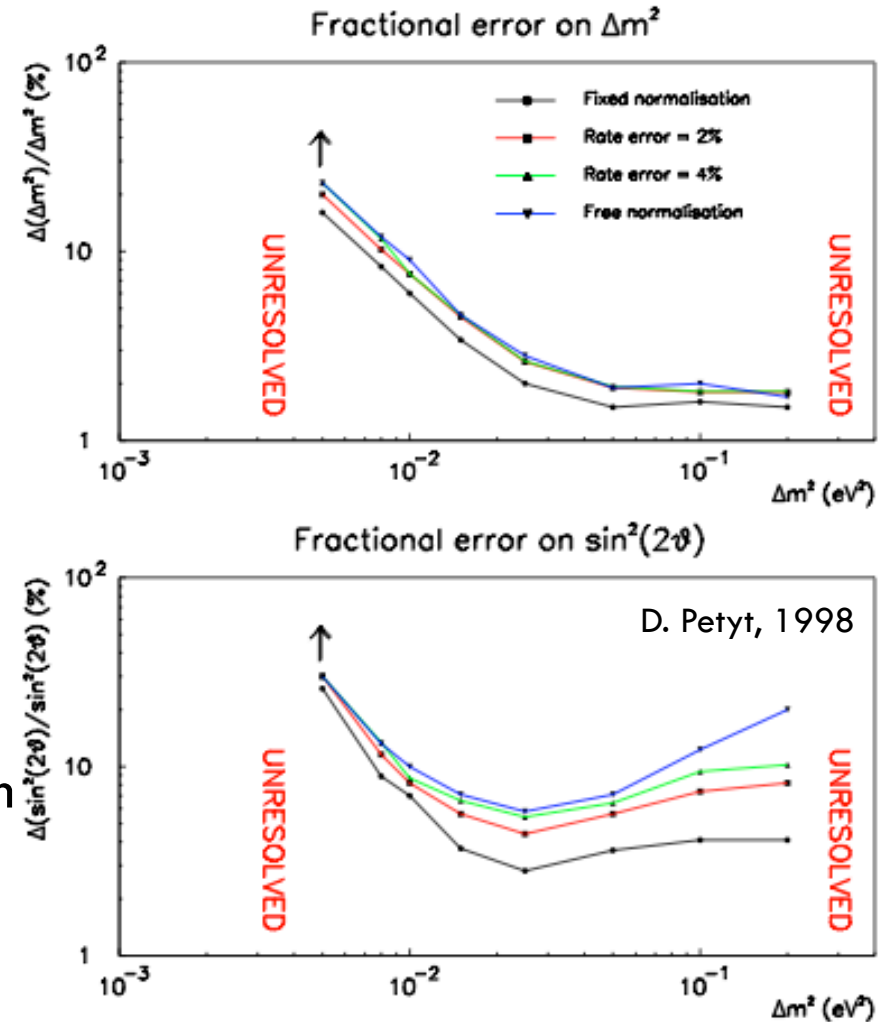 Fractional error on Δm²
Δ(Δm²)/Δm² (%)
10²
10
1
Fixed normalisation
Rate error = 2%
Rate error = 4%
Free normalisation
UNRESOLVED
UNRESOLVED
10⁻³
10⁻²
10⁻¹
Δm² (eV²)
Fractional error on sin²(2ϑ)
Δ(sin²(2ϑ)/sin²(2ϑ) (%)
10²
10
1
D. Petyt, 1998
n
UNRESOLVED
UNRESOLVED
10⁻³
10⁻²
10⁻¹
Δm² (eV²)